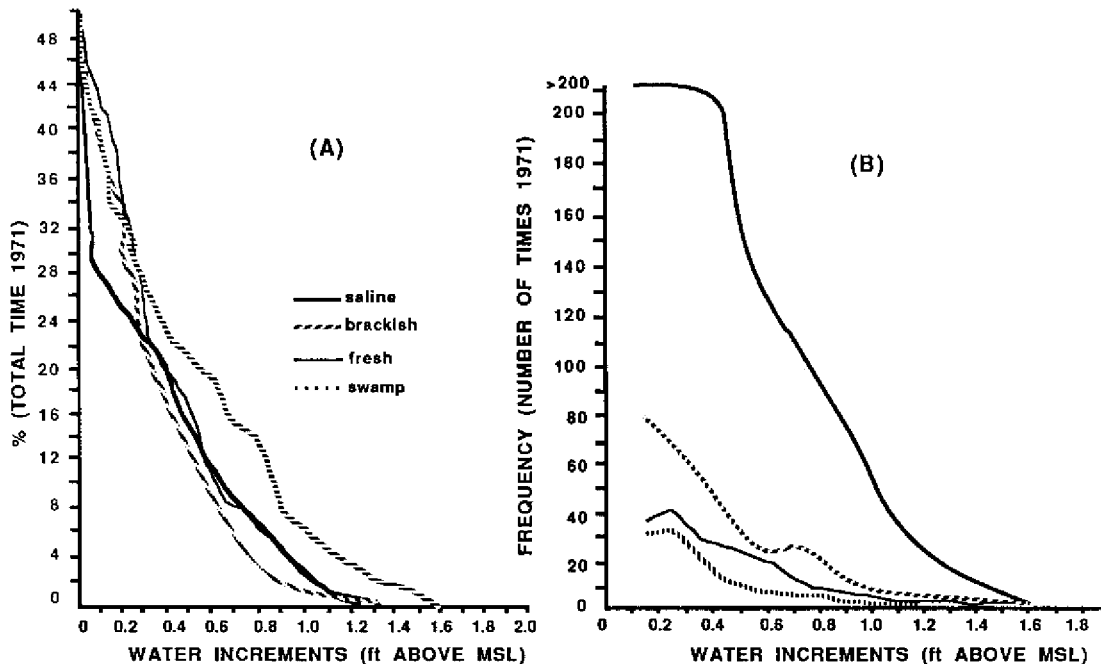 48
44
40
36
32
28
24
20
16
12
8
4
0
% (TOTAL TIME 1971)
(A)
saline
brackish
fresh
swamp
0 0.2 0.4 0.6 0.8 1.0 1.2 1.4 1.6 1.8 2.0
WATER INCREMENTS (ft ABOVE MSL)
>200
200
180
160
140
120
100
80
60
40
20
0
FREQUENCY (NUMBER OF TIMES 1971)
(B)
0.2 0.4 0.6 0.8 1.0 1.2 1.4 1.6 1.8
WATER INCREMENTS (ft ABOVE MSL)